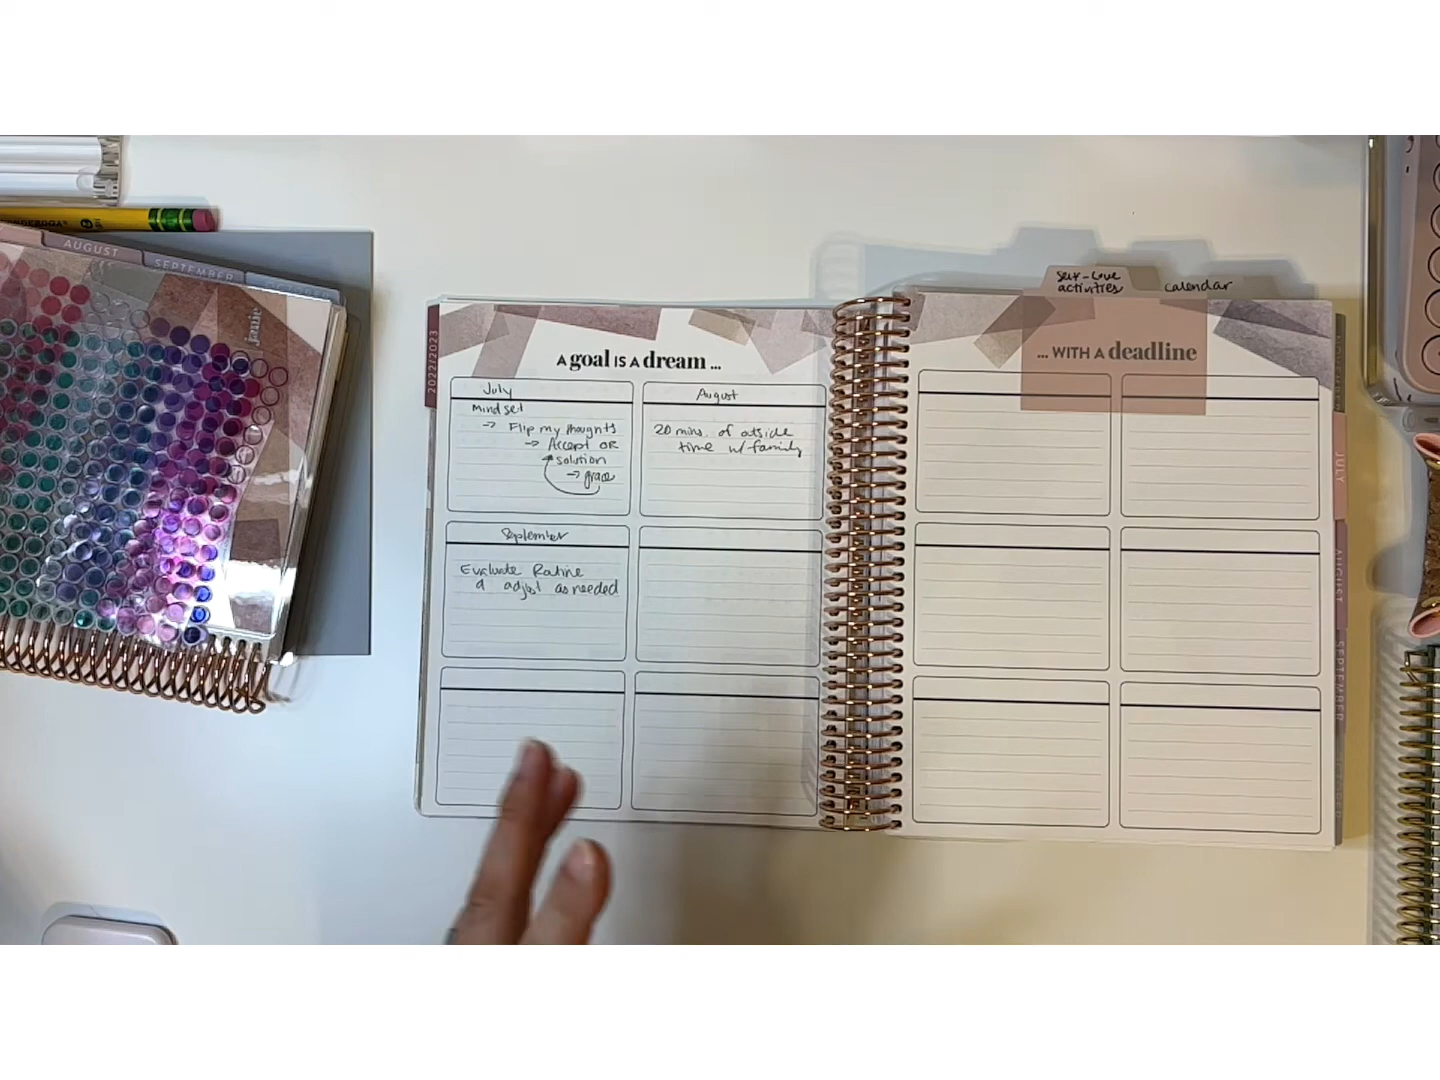 TICONDEROGA
AUGUST
SEPTEMBER
janie
2022/2023
A goal IS A dream ...
July
Mindset
-> Flip my thoughts
-> Accept OR
solution
-> grace
August
20 mins. of outside
time w/ family
September
Evaluate Routine
& adjust as needed
self-love
activities
calendar
... WITH A deadline
JULY
AUGUST
SEPTEMBER